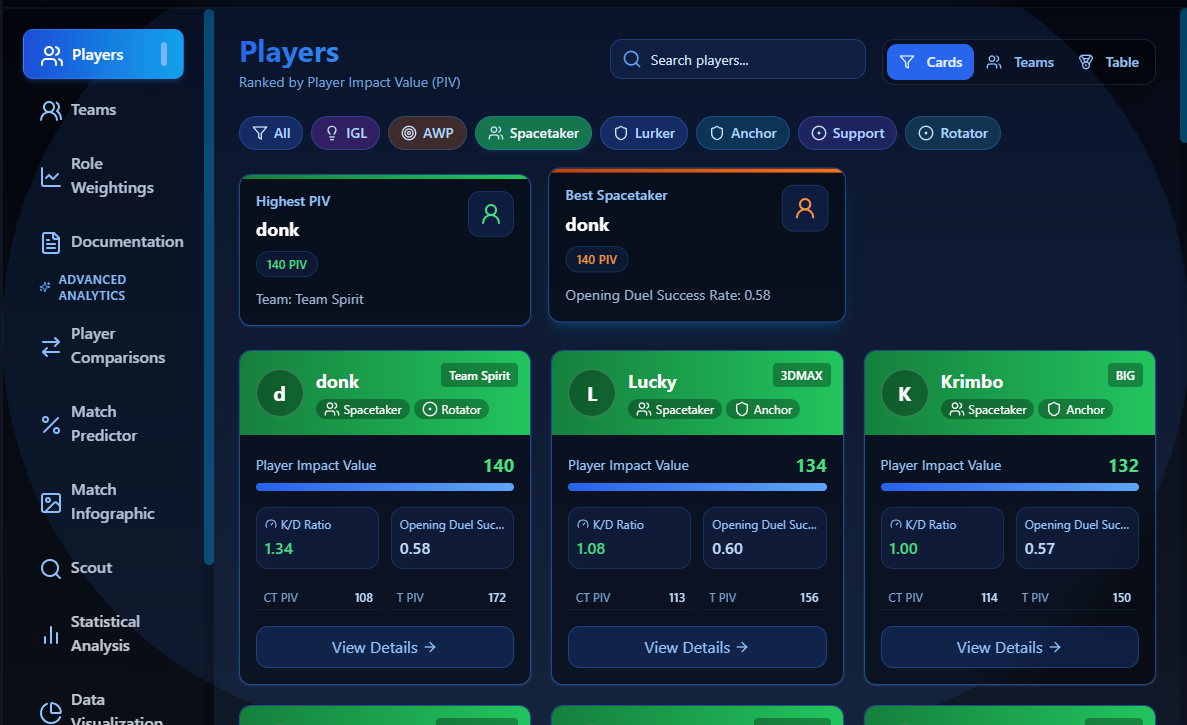 Players
Teams
Role
Weightings
Documentation
ADVANCED
ANALYTICS
Player
Comparisons
Match
Predictor
Match
Infographic
Scout
Statistical
Analysis
Data
Visualization
Players
Ranked by Player Impact Value (PIV)
Search players...
Cards Teams Table
All IGL AWP Spacetaker Lurker Anchor Support Rotator
Highest PIV
donk
140 PIV
Team: Team Spirit
Best Spacetaker
donk
140 PIV
Opening Duel Success Rate: 0.58
d
donk
Team Spirit
Spacetaker Rotator
Player Impact Value 140
K/D Ratio
1.34
Opening Duel Suc...
0.58
CT PIV 108 T PIV 172
View Details →
L
Lucky
3DMAX
Spacetaker Anchor
Player Impact Value 134
K/D Ratio
1.08
Opening Duel Suc...
0.60
CT PIV 113 T PIV 156
View Details →
K
Krimbo
BIG
Spacetaker Anchor
Player Impact Value 132
K/D Ratio
1.00
Opening Duel Suc...
0.57
CT PIV 114 T PIV 150
View Details →